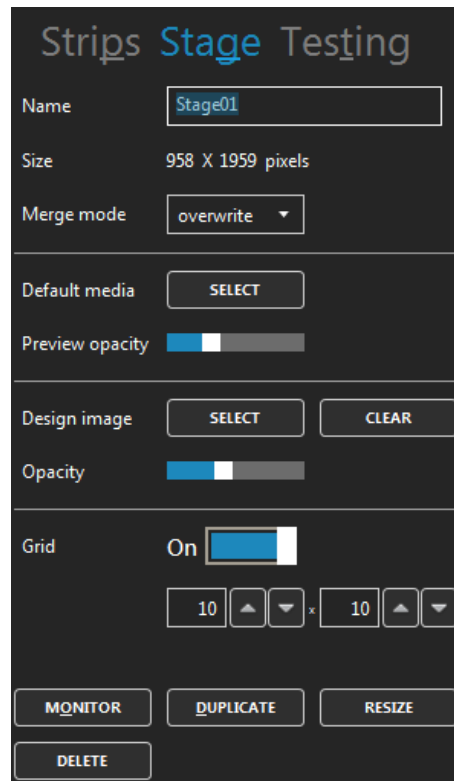 Strips Stage Testing
Name Stage01
Size 958 X 1959 pixels
Merge mode overwrite
Default media SELECT
Preview opacity
Design image SELECT CLEAR
Opacity
Grid On
10 x 10
MONITOR DUPLICATE RESIZE
DELETE